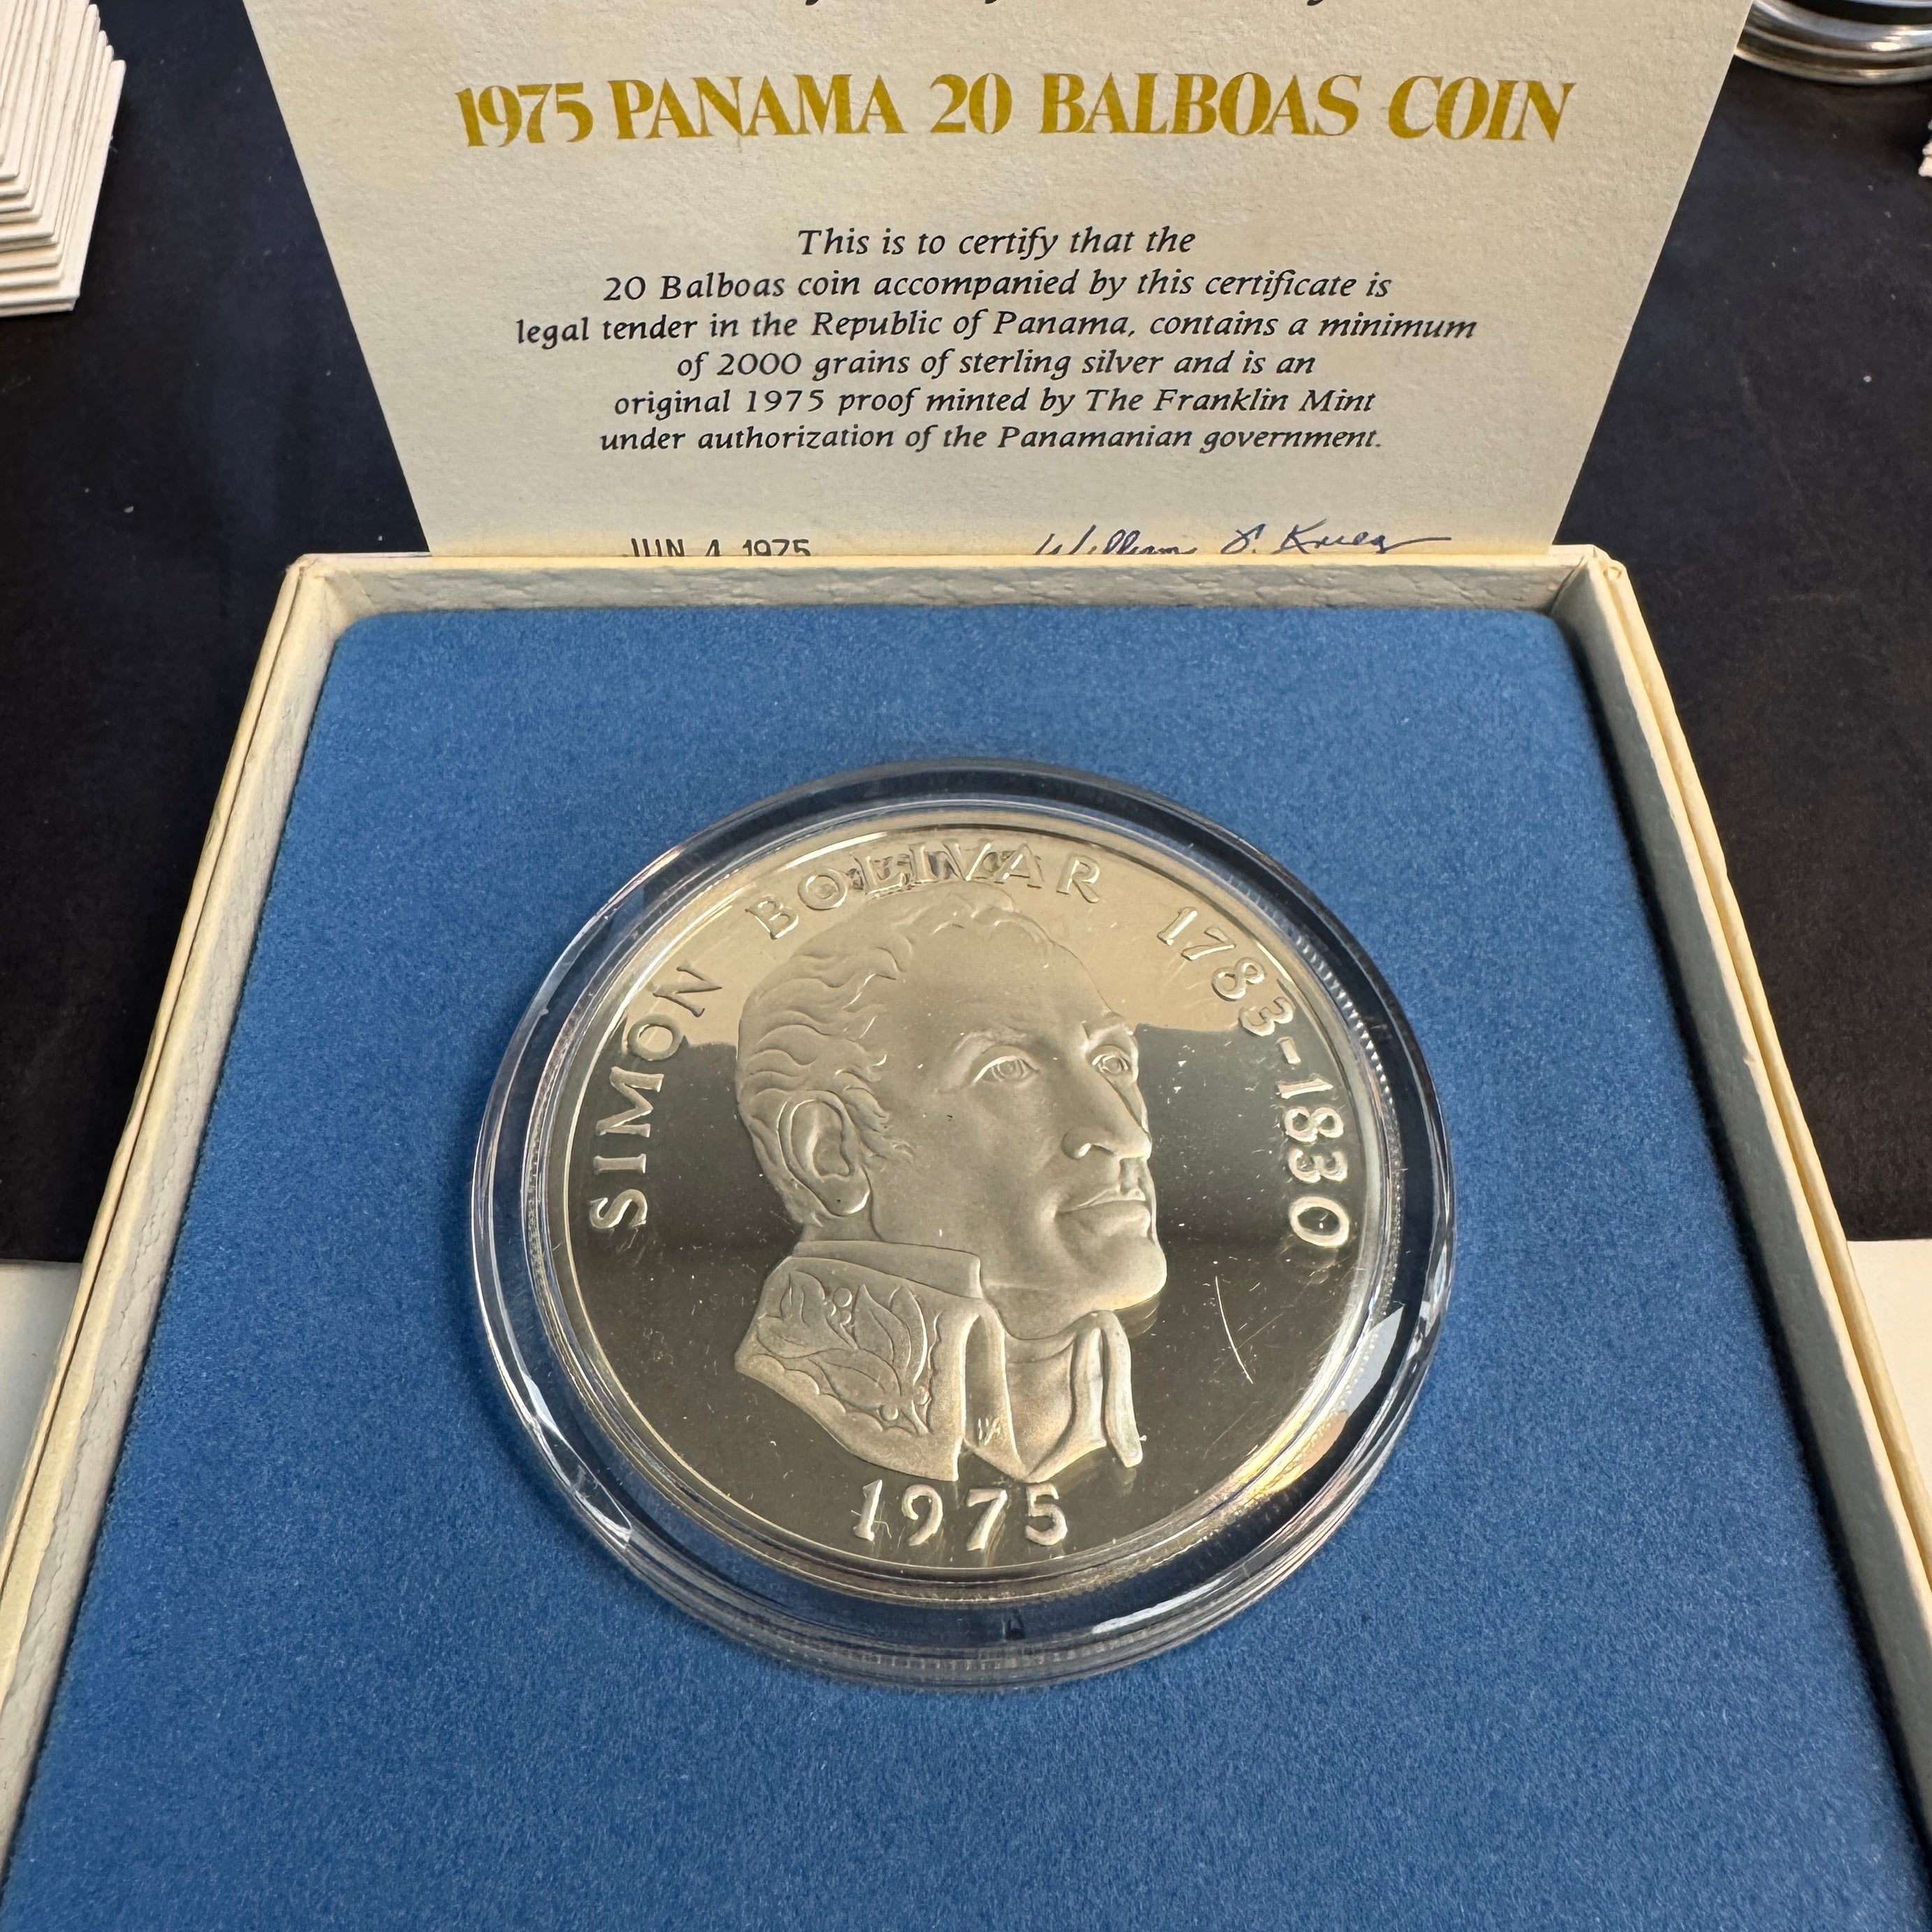 1975 PANAMA 20 BALBOAS COIN
This is to certify that the
20 Balboas coin accompanied by this certificate is
legal tender in the Republic of Panama, contains a minimum
of 2000 grains of sterling silver and is an
original 1975 proof minted by The Franklin Mint
under authorization of the Panamanian government.
JUN 4 1975
William S. Krieg
SIMON BOLIVAR 1783-1830
1975